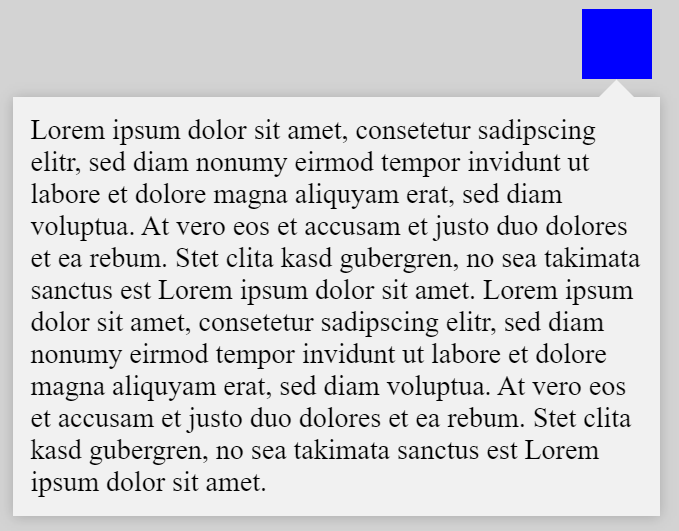 Lorem ipsum dolor sit amet, consetetur sadipscing
elitr, sed diam nonumy eirmod tempor invidunt ut
labore et dolore magna aliquyam erat, sed diam
voluptua. At vero eos et accusam et justo duo dolores
et ea rebum. Stet clita kasd gubergren, no sea takimata
sanctus est Lorem ipsum dolor sit amet. Lorem ipsum
dolor sit amet, consetetur sadipscing elitr, sed diam
nonumy eirmod tempor invidunt ut labore et dolore
magna aliquyam erat, sed diam voluptua. At vero eos
et accusam et justo duo dolores et ea rebum. Stet clita
kasd gubergren, no sea takimata sanctus est Lorem
ipsum dolor sit amet.